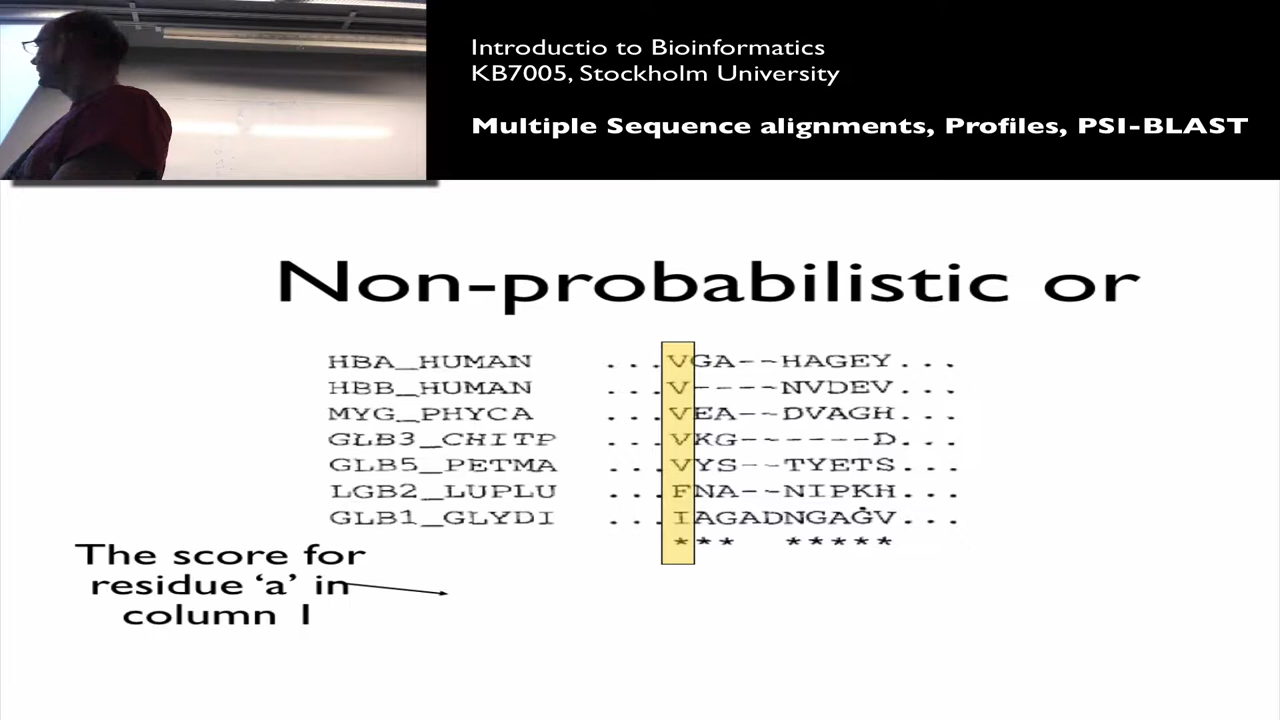 Introductio to Bioinformatics
KB7005, Stockholm University
Multiple Sequence alignments, Profiles, PSI-BLAST
Non-probabilistic or
HBA_HUMAN ...VGA--HAGEY...
HBB_HUMAN ...V----NVDEV...
MYG_PHYCA ...VEA--DVAGH...
GLB3_CHITP ...VKG------D...
GLB5_PETMA ...VYS--TYETS...
LGB2_LUPLU ...FNA--NIPKH...
GLB1_GLYDI ...IAGADNGAGV...
*** *****
The score for
residue ‘a’ in
column 1